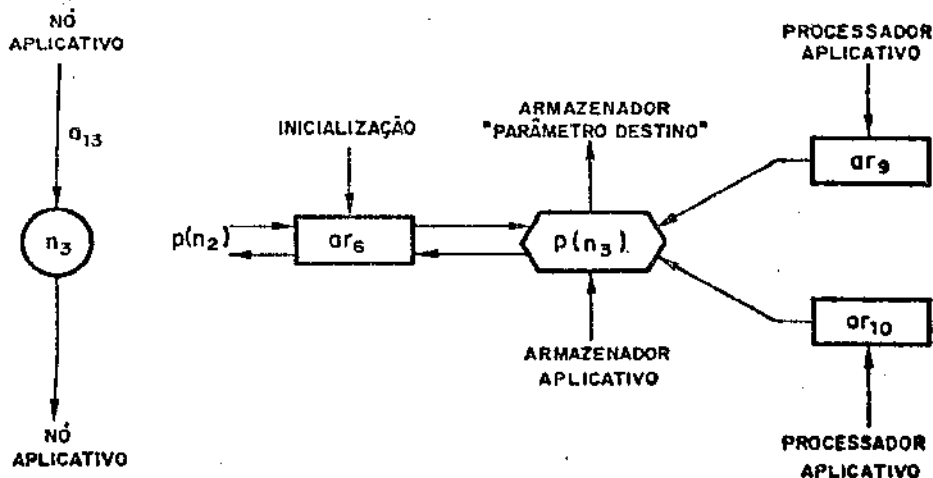 NÓ
APLICATIVO
a13
n3
NÓ
APLICATIVO
INICIALIZAÇÃO
p(n2)
ar6
ARMAZENADOR
"PARÂMETRO DESTINO"
p(n3)
ARMAZENADOR
APLICATIVO
PROCESSADOR
APLICATIVO
ar9
ar10
PROCESSADOR
APLICATIVO